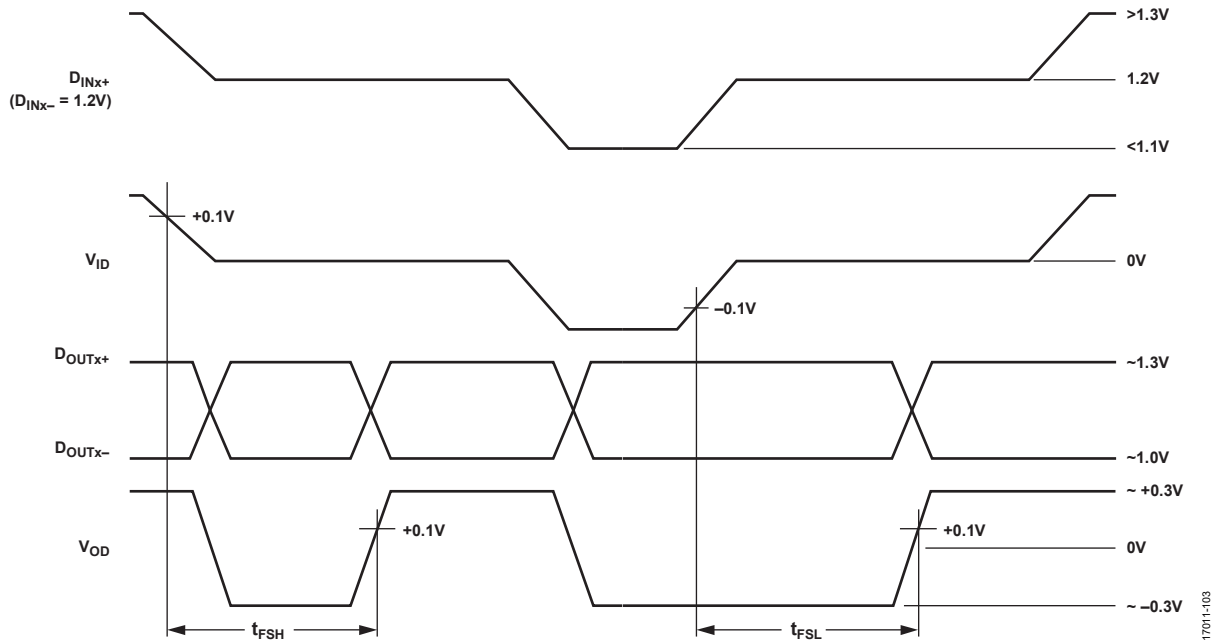 >1.3V
DINx+
(DINx– = 1.2V)
1.2V
<1.1V
+0.1V
VID
0V
–0.1V
DOUTx+
~1.3V
DOUTx–
~1.0V
~ +0.3V
+0.1V
+0.1V
VOD
0V
~ –0.3V
tFSH
tFSL
17011-103